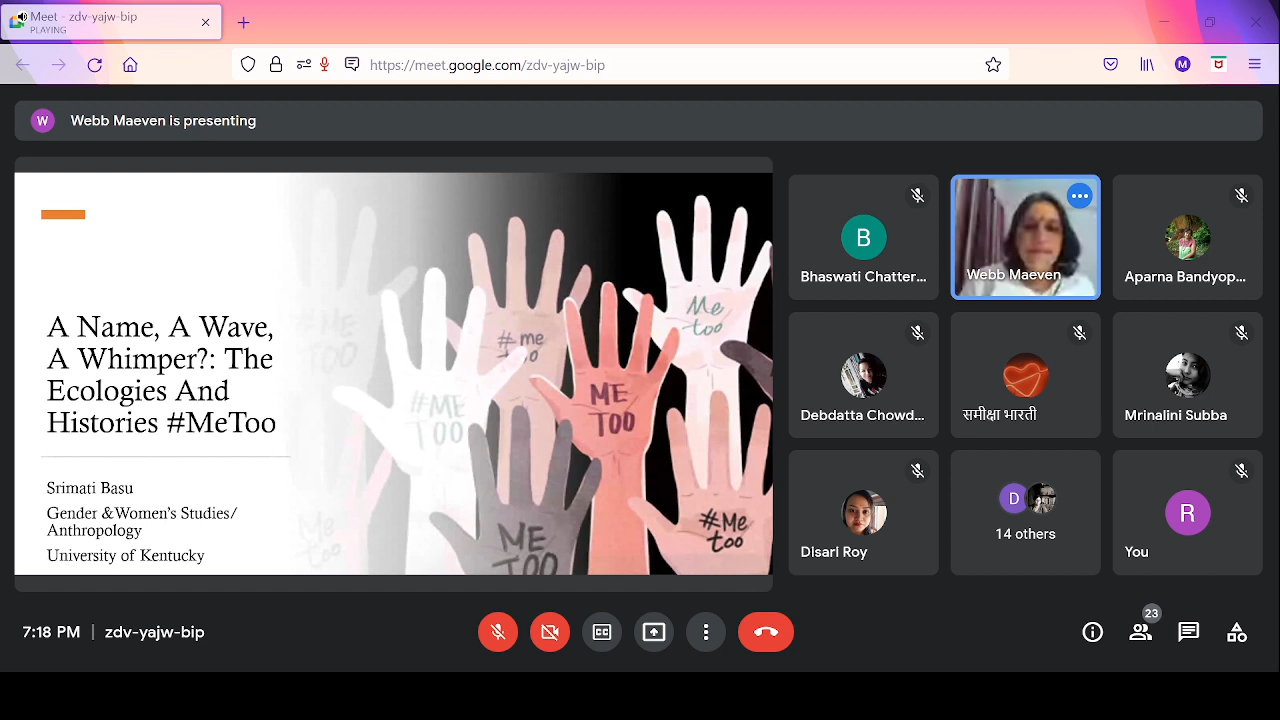 Meet - zdv-yajw-bip
PLAYING
https://meet.google.com/zdv-yajw-bip
M
W
Webb Maeven is presenting
A Name, A Wave,
A Whimper?: The
Ecologies And
Histories #MeToo
Srimati Basu
Gender &Women's Studies/
Anthropology
University of Kentucky
#ME
TOO
#me
too
ME
TOO
Me
too
ME
TOO
#Me
too
B
Bhaswati Chatter...
Webb Maeven
Aparna Bandyop...
Debdatta Chowd...
समीक्षा भारती
Mrinalini Subba
Disari Roy
D
14 others
R
You
7:18 PM
zdv-yajw-bip
CC
23